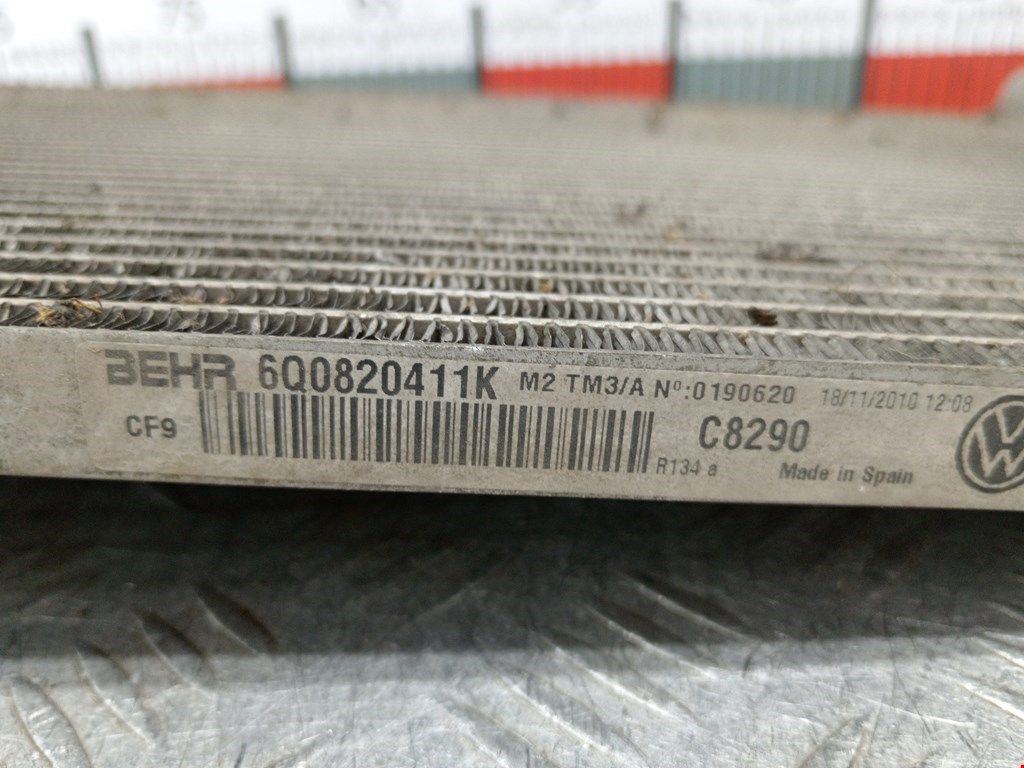 BEHR 6Q0820411K M2 TM3/A Nº:0190620 18/11/2010 12:08
CF9 C8290
R134 a Made in Spain